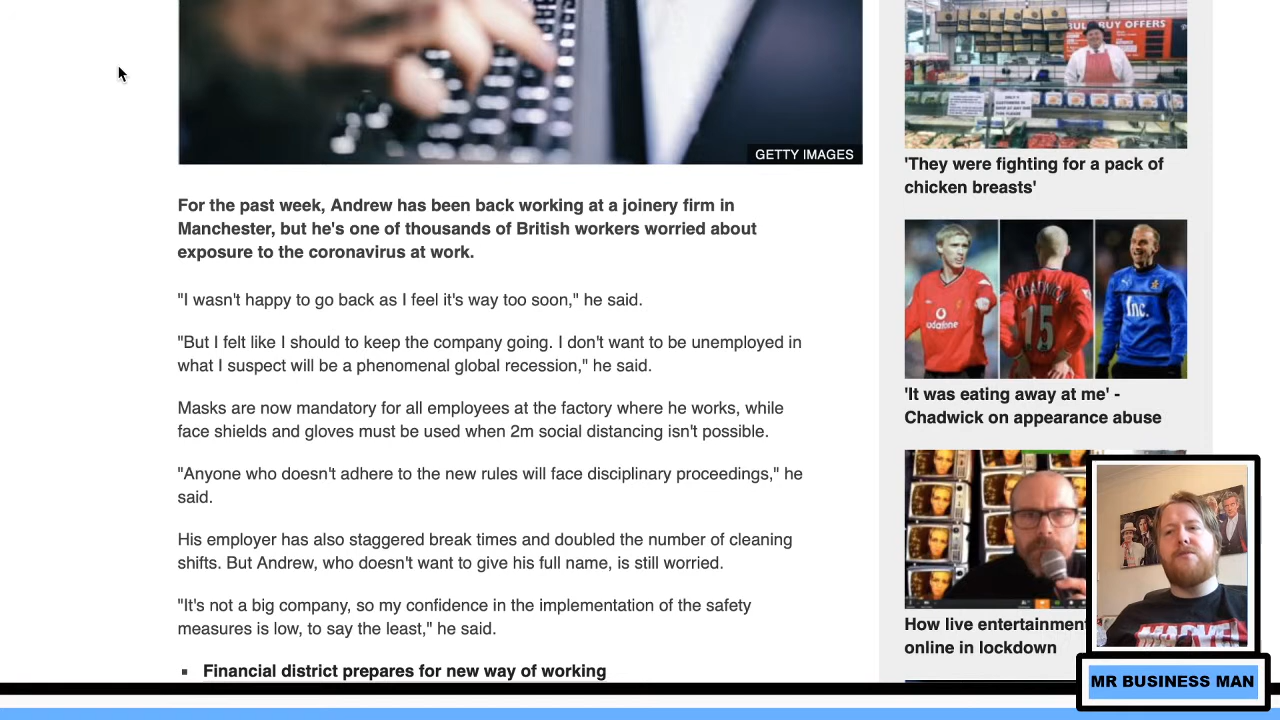 GETTY IMAGES
For the past week, Andrew has been back working at a joinery firm in
Manchester, but he's one of thousands of British workers worried about
exposure to the coronavirus at work.
"I wasn't happy to go back as I feel it's way too soon," he said.
"But I felt like I should to keep the company going. I don't want to be unemployed in
what I suspect will be a phenomenal global recession," he said.
Masks are now mandatory for all employees at the factory where he works, while
face shields and gloves must be used when 2m social distancing isn't possible.
"Anyone who doesn't adhere to the new rules will face disciplinary proceedings," he
said.
His employer has also staggered break times and doubled the number of cleaning
shifts. But Andrew, who doesn't want to give his full name, is still worried.
"It's not a big company, so my confidence in the implementation of the safety
measures is low, to say the least," he said.
Financial district prepares for new way of working
BUY OFFERS
'They were fighting for a pack of
chicken breasts'
vodafone
CHADWICK
15
Inc.
'It was eating away at me' -
Chadwick on appearance abuse
How live entertainment
online in lockdown
MARVEL
MR BUSINESS MAN